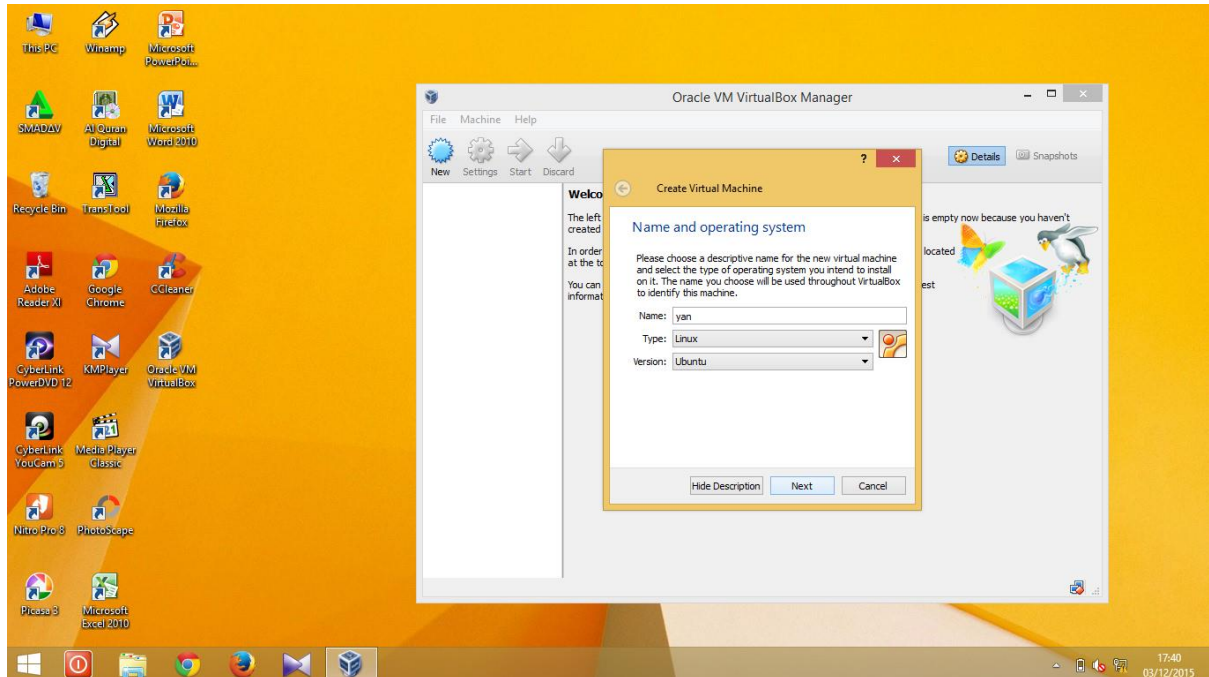 This PC
Winamp
Microsoft
PowerPoi...
SMADAV
Al Quran
Digital
Microsoft
Word 2010
Recycle Bin
TransTool
Mozilla
Firefox
Adobe
Reader XI
Google
Chrome
CCleaner
CyberLink
PowerDVD 12
KMPlayer
Oracle VM
VirtualBox
CyberLink
YouCam 5
Media Player
Classic
Nitro Pro 8
PhotoScape
Picasa 3
Microsoft
Excel 2010
Oracle VM VirtualBox Manager
File Machine Help
New Settings Start Discard
Details Snapshots
Welco
The left
created
is empty now because you haven't
In order
at the to
located
You can
informat
est
? 
Create Virtual Machine
Name and operating system
Please choose a descriptive name for the new virtual machine
and select the type of operating system you intend to install
on it. The name you choose will be used throughout VirtualBox
to identify this machine.
Name: yan
Type: Linux
Version: Ubuntu
Hide Description Next Cancel
17:40
03/12/2015